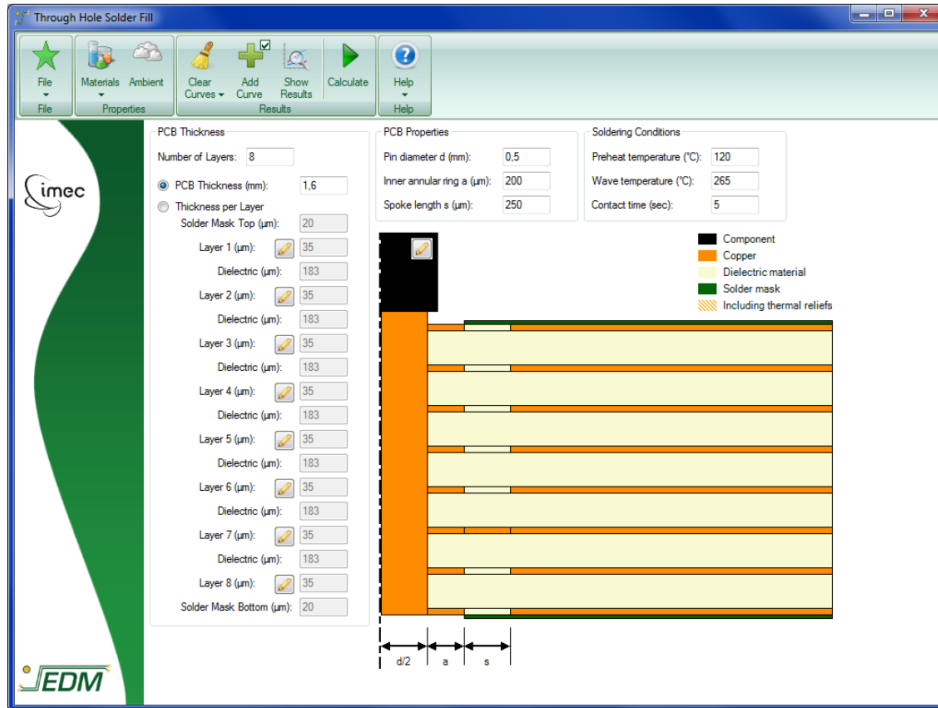 Through Hole Solder Fill
File
Materials
Ambient
Clear Curves
Add Curve
Show Results
Calculate
Help
File
Properties
Results
Help
imec
PCB Thickness
Number of Layers: 8
PCB Thickness (mm): 1,6
Thickness per Layer
Solder Mask Top (μm): 20
Layer 1 (μm): 35
Dielectric (μm): 183
Layer 2 (μm): 35
Dielectric (μm): 183
Layer 3 (μm): 35
Dielectric (μm): 183
Layer 4 (μm): 35
Dielectric (μm): 183
Layer 5 (μm): 35
Dielectric (μm): 183
Layer 6 (μm): 35
Dielectric (μm): 183
Layer 7 (μm): 35
Dielectric (μm): 183
Layer 8 (μm): 35
Solder Mask Bottom (μm): 20
PCB Properties
Pin diameter d (mm): 0,5
Inner annular ring a (μm): 200
Spoke length s (μm): 250
Soldering Conditions
Preheat temperature (°C): 120
Wave temperature (°C): 265
Contact time (sec): 5
Component
Copper
Dielectric material
Solder mask
Including thermal reliefs
d/2 a s
EDM